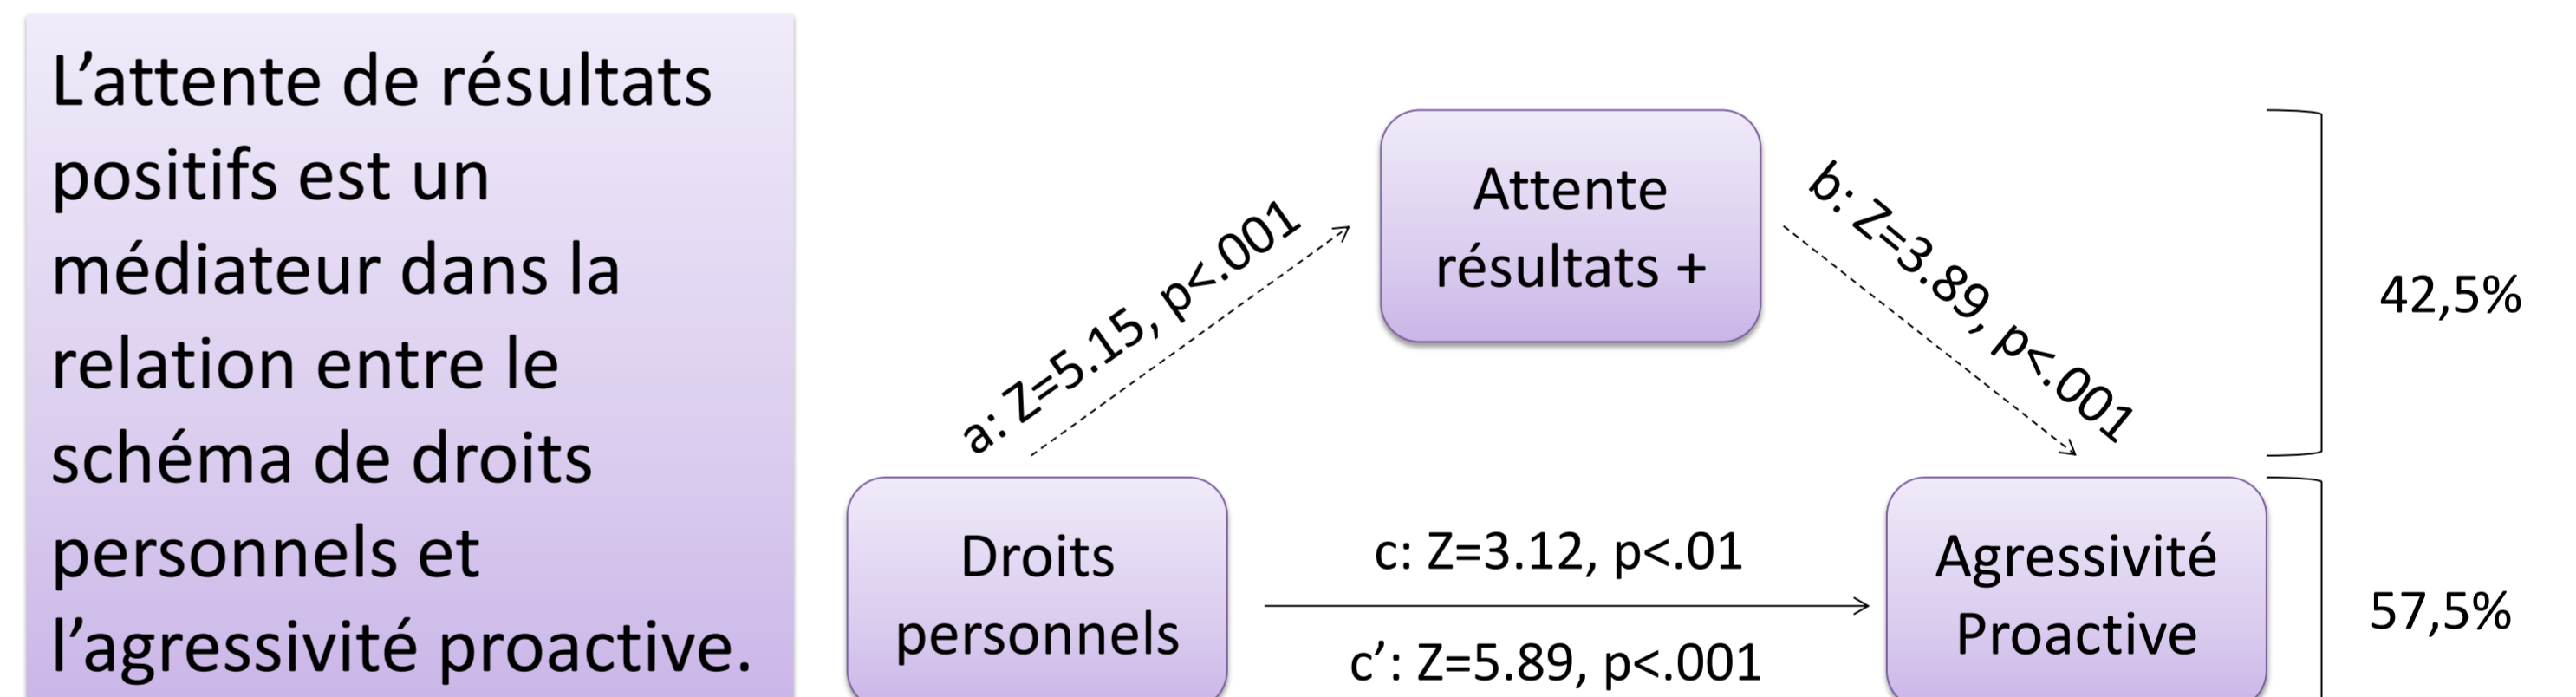 L’attente de résultats
positifs est un
médiateur dans la
relation entre le
schéma de droits
personnels et
l’agressivité proactive.
Attente
résultats +
a: Z=5.15, p<.001
b: Z=3.89, p<.001
42,5%
Droits
personnels
c: Z=3.12, p<.01
c’: Z=5.89, p<.001
Agressivité
Proactive
57,5%